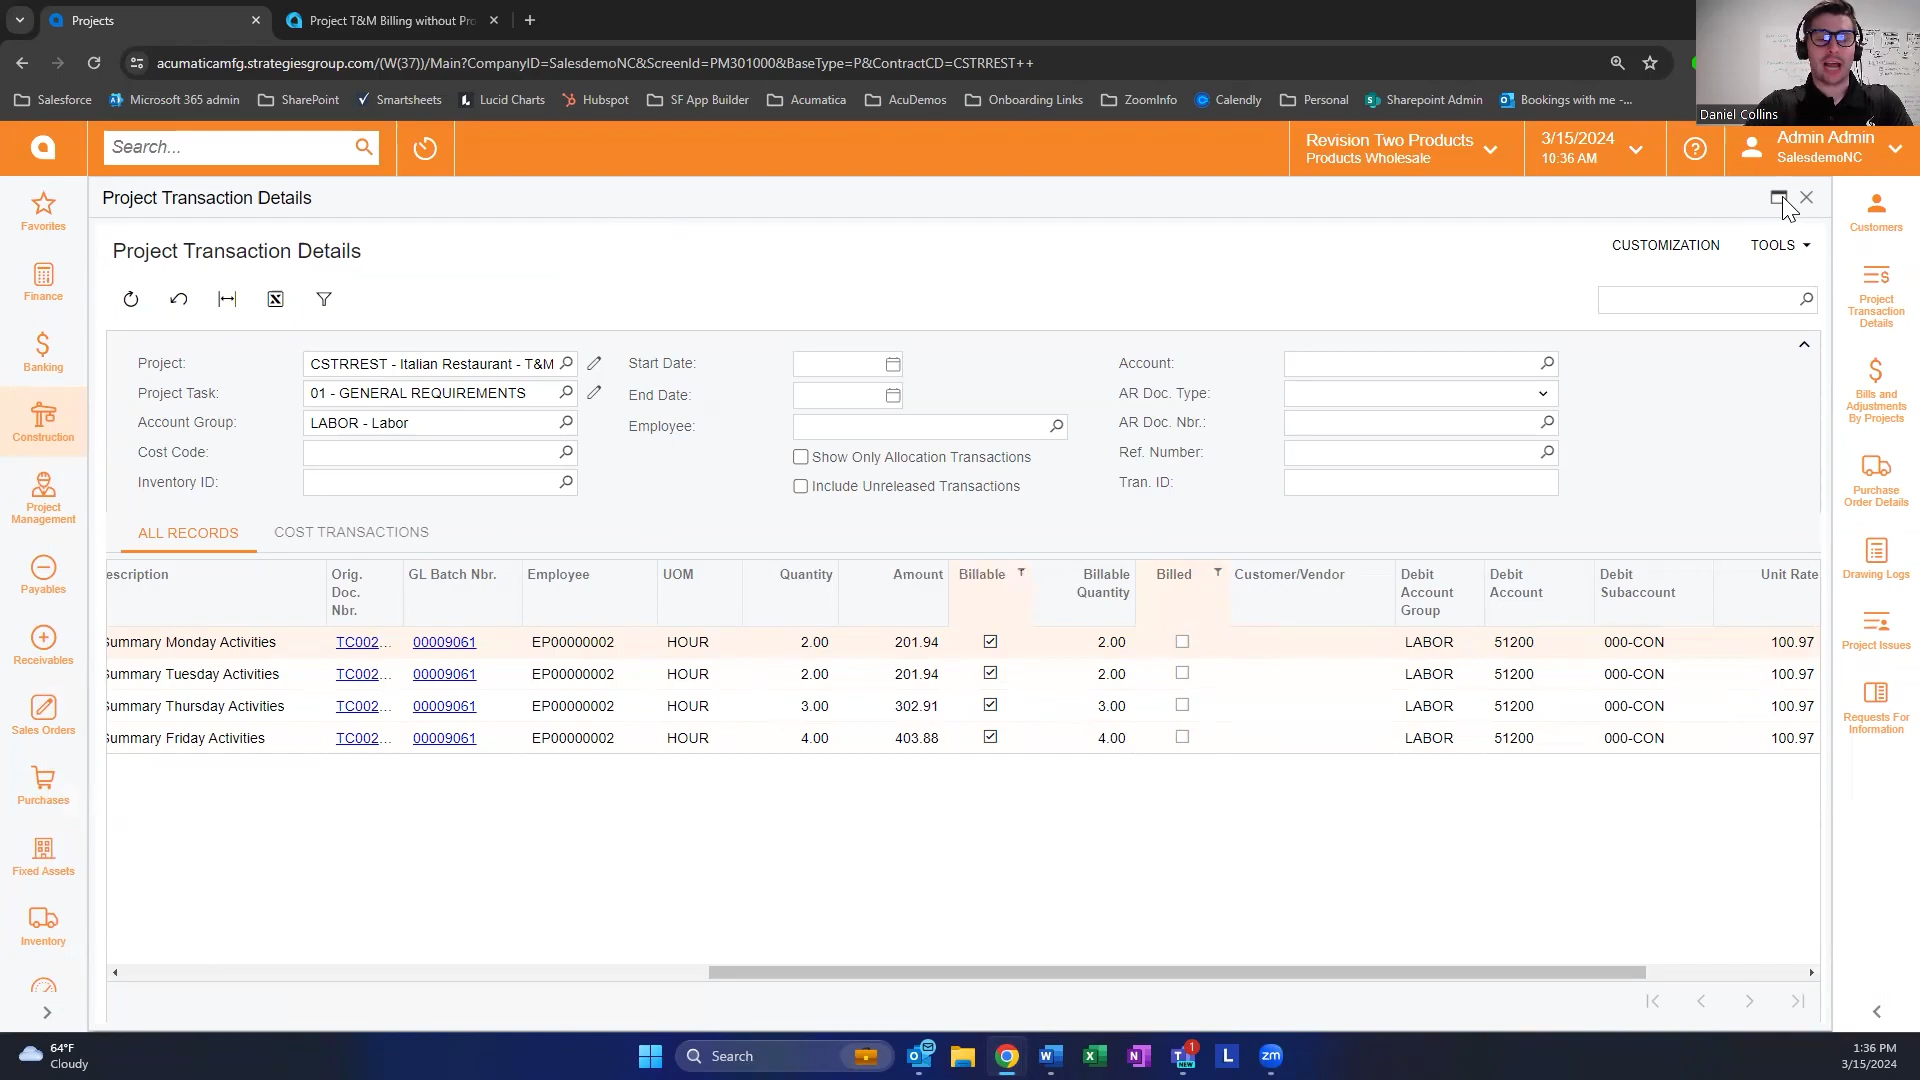 Projects
Project T&M Billing without Pro
acumaticamfg.strategiesgroup.com/(W(37))/Main?CompanyID=SalesdemoNC&ScreenId=PM301000&BaseType=P&ContractCD=CSTRREST++
Salesforce Microsoft 365 admin SharePoint Smartsheets Lucid Charts Hubspot SF App Builder Acumatica AcuDemos Onboarding Links ZoomInfo Calendly Personal Sharepoint Admin Bookings with me -...
Daniel Collins
Search...
Revision Two Products
Products Wholesale
3/15/2024
10:36 AM
Admin Admin
SalesdemoNC
Favorites
Finance
Banking
Construction
Project
Management
Payables
Receivables
Sales Orders
Purchases
Fixed Assets
Inventory
Project Transaction Details
Project Transaction Details
CUSTOMIZATION TOOLS
Project: CSTRREST - Italian Restaurant - T&M
Project Task: 01 - GENERAL REQUIREMENTS
Account Group: LABOR - Labor
Cost Code:
Inventory ID:
Start Date:
End Date:
Employee:
Show Only Allocation Transactions
Include Unreleased Transactions
Account:
AR Doc. Type:
AR Doc. Nbr.:
Ref. Number:
Tran. ID:
ALL RECORDS COST TRANSACTIONS
escription Orig. Doc. Nbr. GL Batch Nbr. Employee UOM Quantity Amount Billable Billable Quantity Billed Customer/Vendor Debit Account Group Debit Account Debit Subaccount Unit Rate
Summary Monday Activities TC002... 00009061 EP00000002 HOUR 2.00 201.94 2.00 LABOR 51200 000-CON 100.97
Summary Tuesday Activities TC002... 00009061 EP00000002 HOUR 2.00 201.94 2.00 LABOR 51200 000-CON 100.97
Summary Thursday Activities TC002... 00009061 EP00000002 HOUR 3.00 302.91 3.00 LABOR 51200 000-CON 100.97
Summary Friday Activities TC002... 00009061 EP00000002 HOUR 4.00 403.88 4.00 LABOR 51200 000-CON 100.97
Customers
Project
Transaction
Details
Bills and
Adjustments
By Projects
Purchase
Order Details
Drawing Logs
Project Issues
Requests For
Information
64°F
Cloudy
Search
1
NEW
zm
1:36 PM
3/15/2024